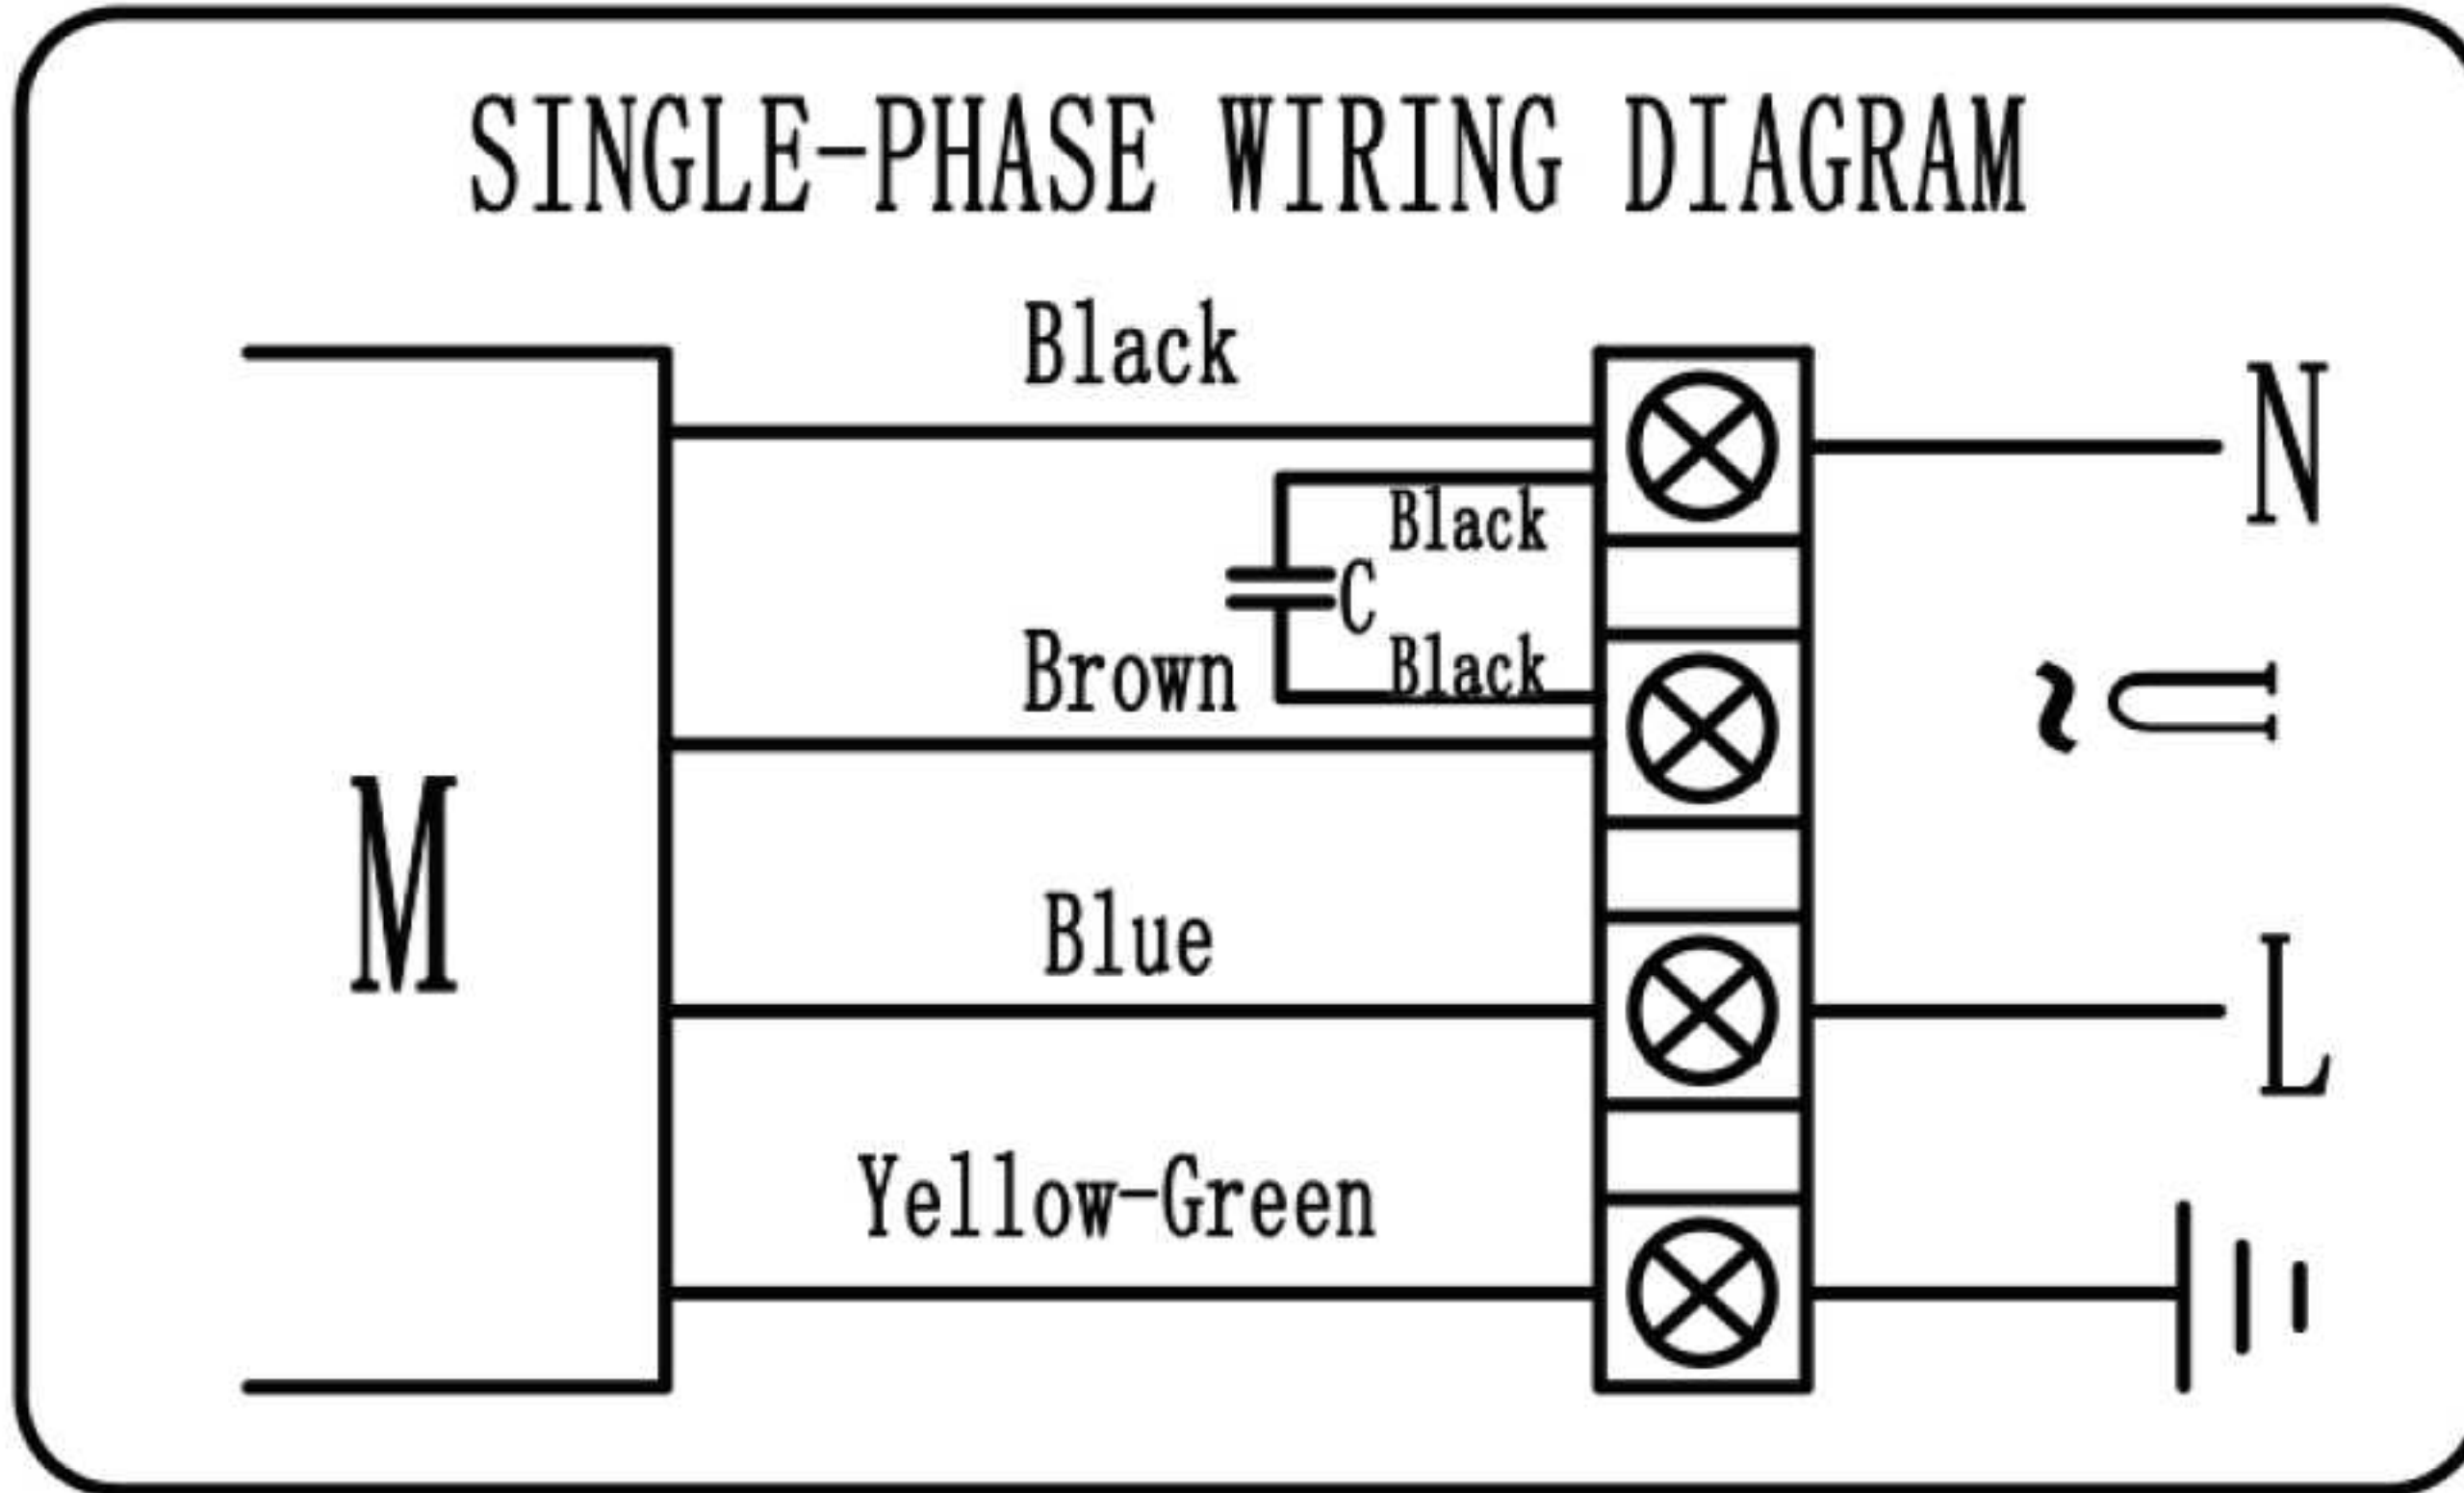 SINGLE-PHASE WIRING DIAGRAM
Black
N
Black
C
Brown
Black
U~
M
Blue
L
Yellow-Green